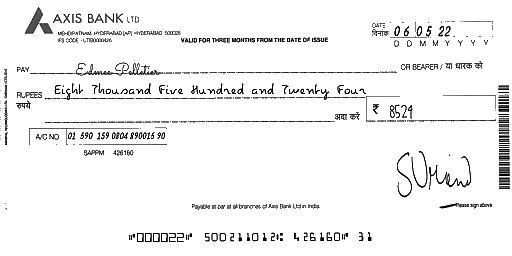 AXIS BANK LTD
MEHDIPATNAM, HYDERABAD [AP] HYDERABAD 500028
IFS CODE - UTIB0000426
VALID FOR THREE MONTHS FROM THE DATE OF ISSUE
DATE
दिनांक 06 05 22
D D M M Y Y Y Y
PAY Edmee Pelletier OR BEARER / या धारक को
RUPEES Eight Thousand Five Hundred and Twenty Four
रुपये अदा करें ₹ 8524
A/C NO 01 590 159 0804 890015 90
SAPPM 426160
Payable at par at all branches of Axis Bank Ltd in India.
Please sign above
"000022" 500211012: 426160" 31